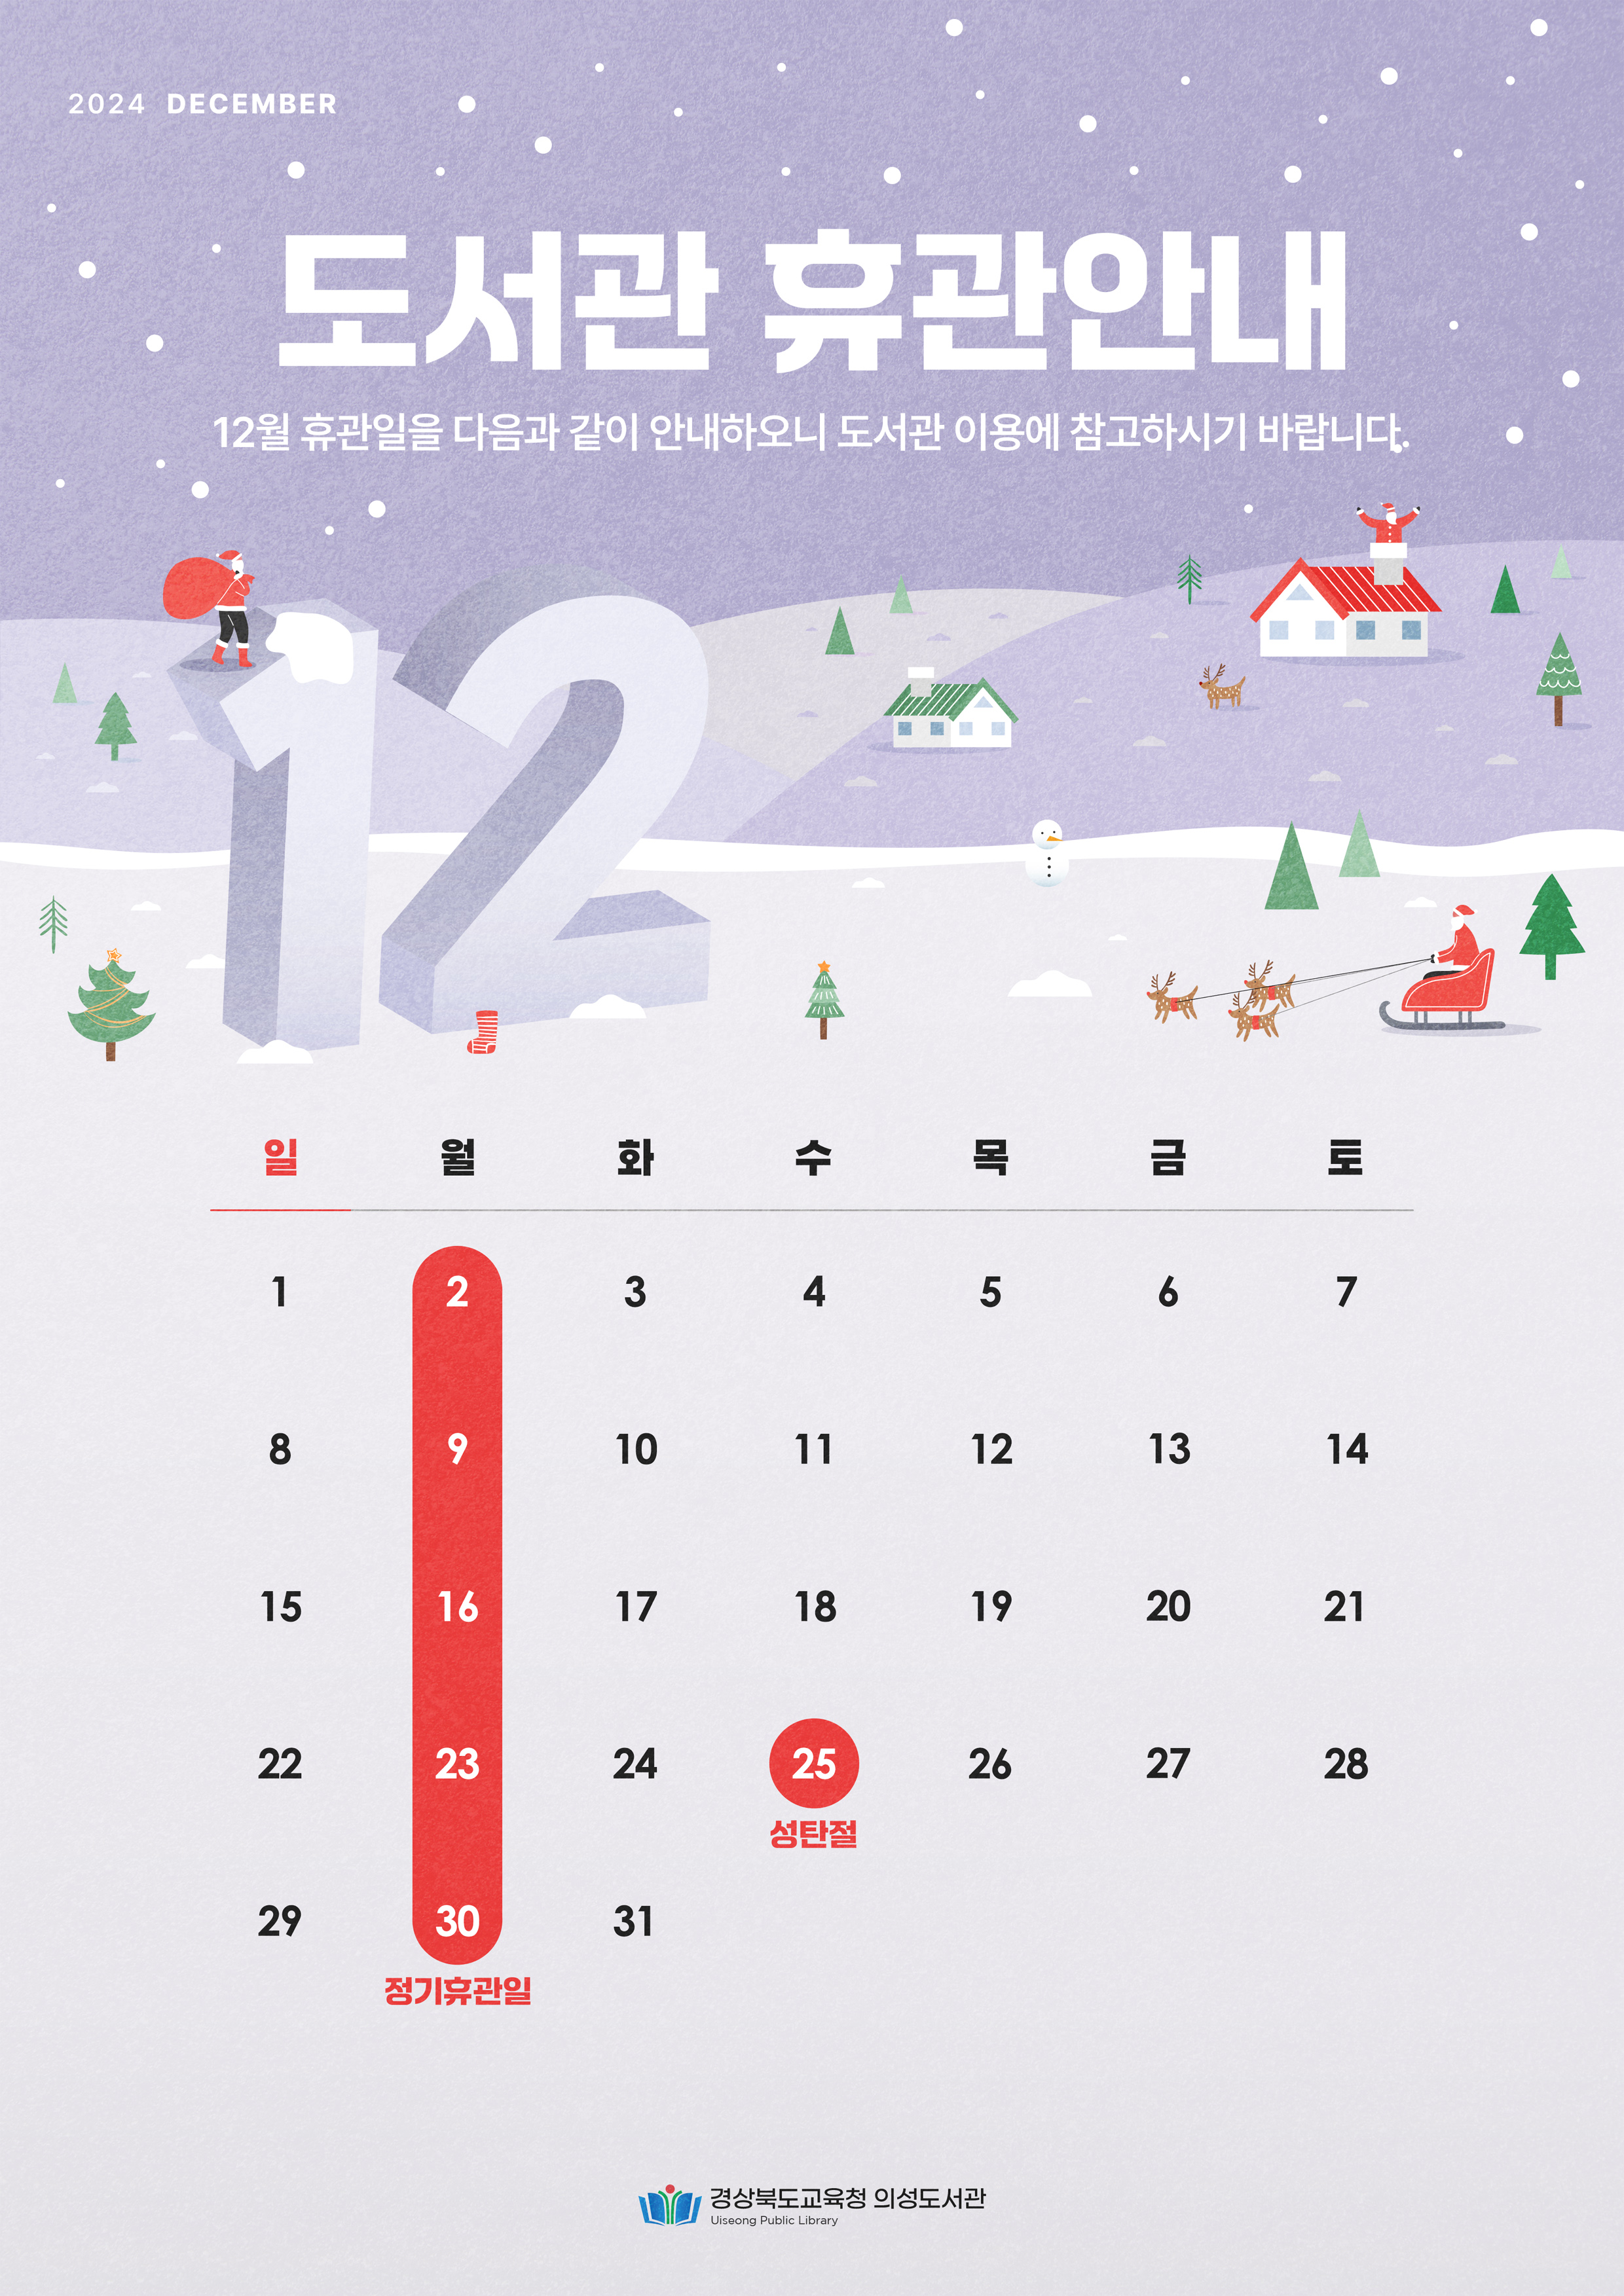 2024 DECEMBER
도서관 휴관안내
12월 휴관일을 다음과 같이 안내하오니 도서관 이용에 참고하시기 바랍니다.
12
일 월 화 수 목 금 토
1 2 3 4 5 6 7
8 9 10 11 12 13 14
15 16 17 18 19 20 21
22 23 24 25 26 27 28
성탄절
29 30 31
정기휴관일
경상북도교육청 의성도서관
Uiseong Public Library